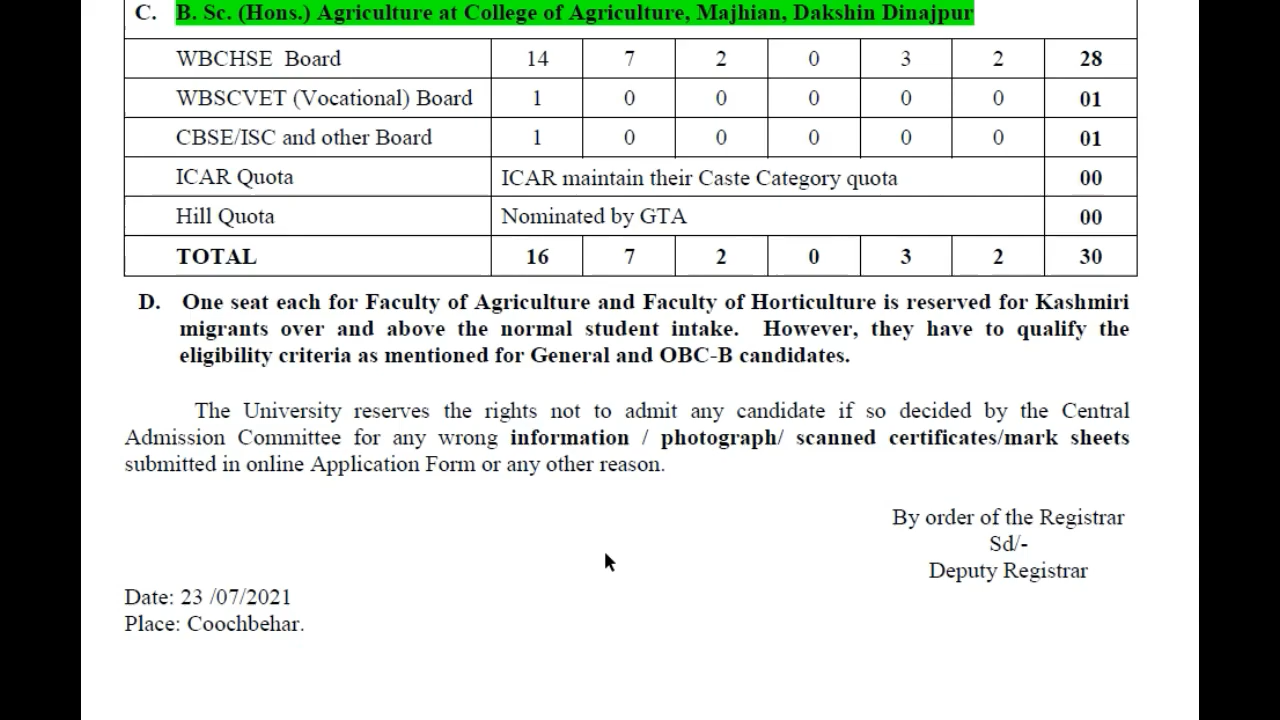 C. B. Sc. (Hons.) Agriculture at College of Agriculture, Majhian, Dakshin Dinajpur
WBCHSE Board 14 7 2 0 3 2 28
WBSCVET (Vocational) Board 1 0 0 0 0 0 01
CBSE/ISC and other Board 1 0 0 0 0 0 01
ICAR Quota ICAR maintain their Caste Category quota 00
Hill Quota Nominated by GTA 00
TOTAL 16 7 2 0 3 2 30
D. One seat each for Faculty of Agriculture and Faculty of Horticulture is reserved for Kashmiri
migrants over and above the normal student intake. However, they have to qualify the
eligibility criteria as mentioned for General and OBC-B candidates.
The University reserves the rights not to admit any candidate if so decided by the Central
Admission Committee for any wrong information / photograph/ scanned certificates/mark sheets
submitted in online Application Form or any other reason.
By order of the Registrar
Sd/-
Deputy Registrar
Date: 23 /07/2021
Place: Coochbehar.